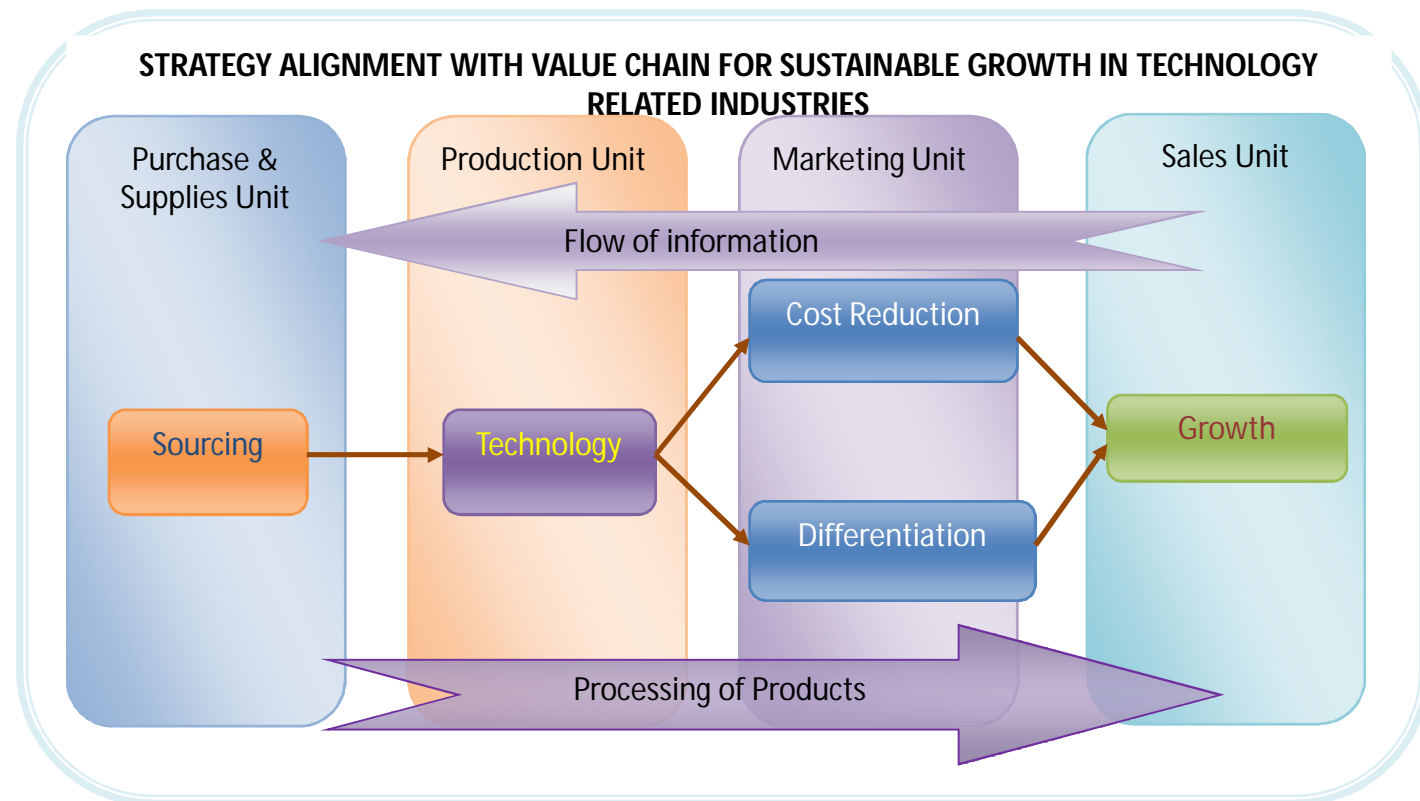 STRATEGY ALIGNMENT WITH VALUE CHAIN FOR SUSTAINABLE GROWTH IN TECHNOLOGY
RELATED INDUSTRIES
Purchase &
Supplies Unit
Production Unit
Marketing Unit
Sales Unit
Flow of information
Cost Reduction
Sourcing
Technology
Growth
Differentiation
Processing of Products